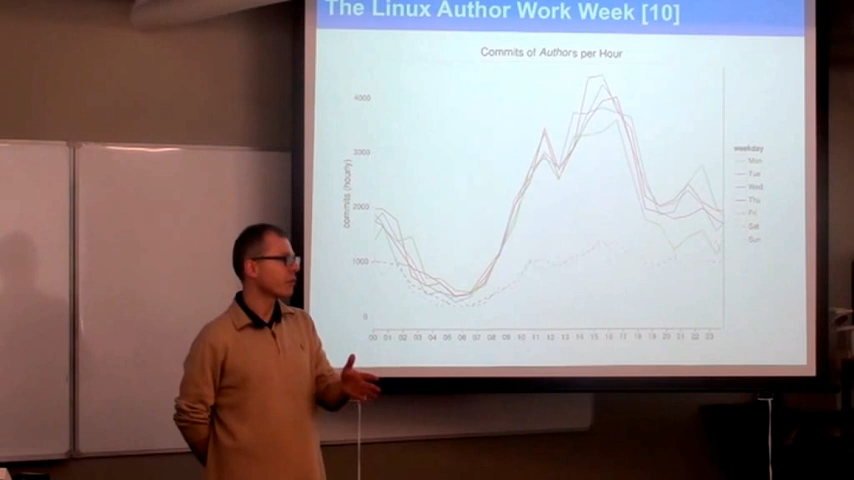 The Linux Author Work Week [10]
Commits of Authors per Hour
4000
3000
2000
1000
0
commits (hourly)
00 01 02 03 04 05 06 07 08 09 10 11 12 13 14 15 16 17 18 19 20 21 22 23
weekday
Mon
Tue
Wed
Thu
Fri
Sat
Sun